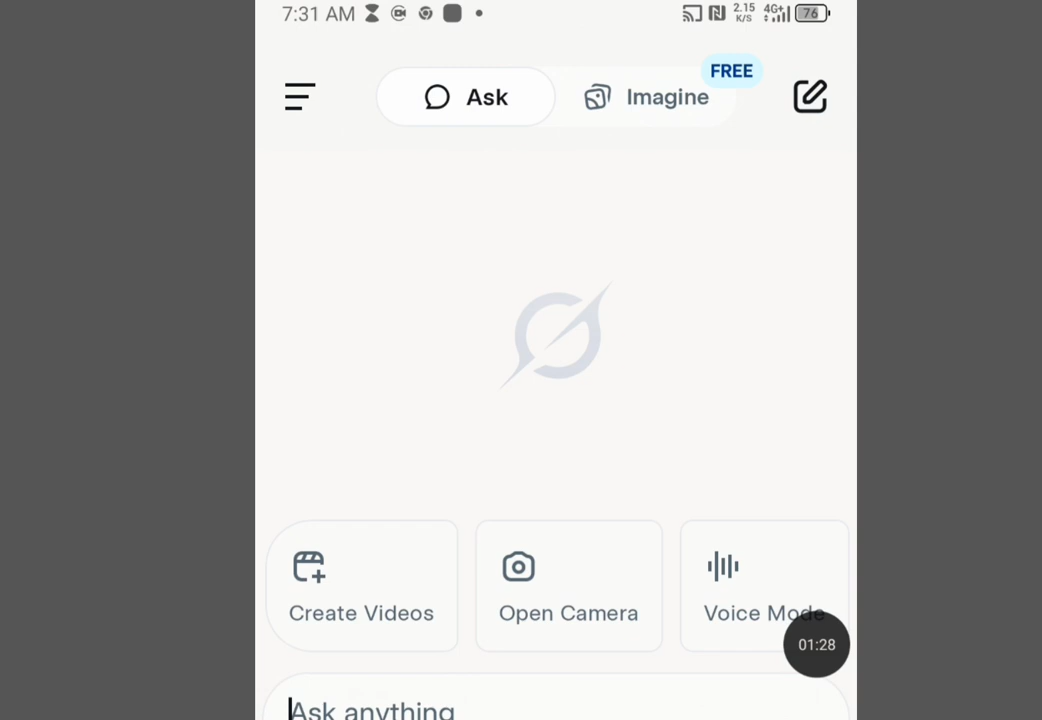 7:31 AM 2.15 K/S 4G+ 76
FREE
Ask Imagine
Create Videos Open Camera Voice Mode
01:28
Ask anything